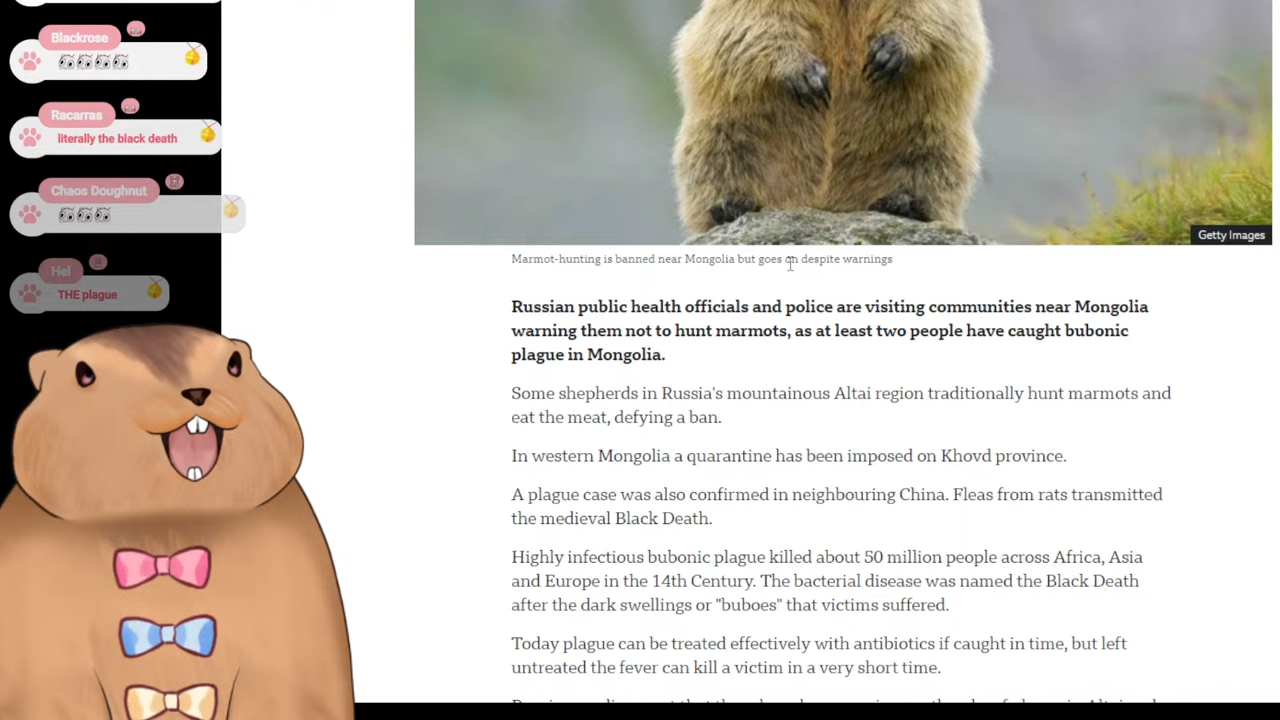 Blackrose
Racarras
literally the black death
Chaos Doughnut
Hel
THE plague
Getty Images
Marmot-hunting is banned near Mongolia but goes on despite warnings
Russian public health officials and police are visiting communities near Mongolia
warning them not to hunt marmots, as at least two people have caught bubonic
plague in Mongolia.
Some shepherds in Russia's mountainous Altai region traditionally hunt marmots and
eat the meat, defying a ban.
In western Mongolia a quarantine has been imposed on Khovd province.
A plague case was also confirmed in neighbouring China. Fleas from rats transmitted
the medieval Black Death.
Highly infectious bubonic plague killed about 50 million people across Africa, Asia
and Europe in the 14th Century. The bacterial disease was named the Black Death
after the dark swellings or "buboes" that victims suffered.
Today plague can be treated effectively with antibiotics if caught in time, but left
untreated the fever can kill a victim in a very short time.